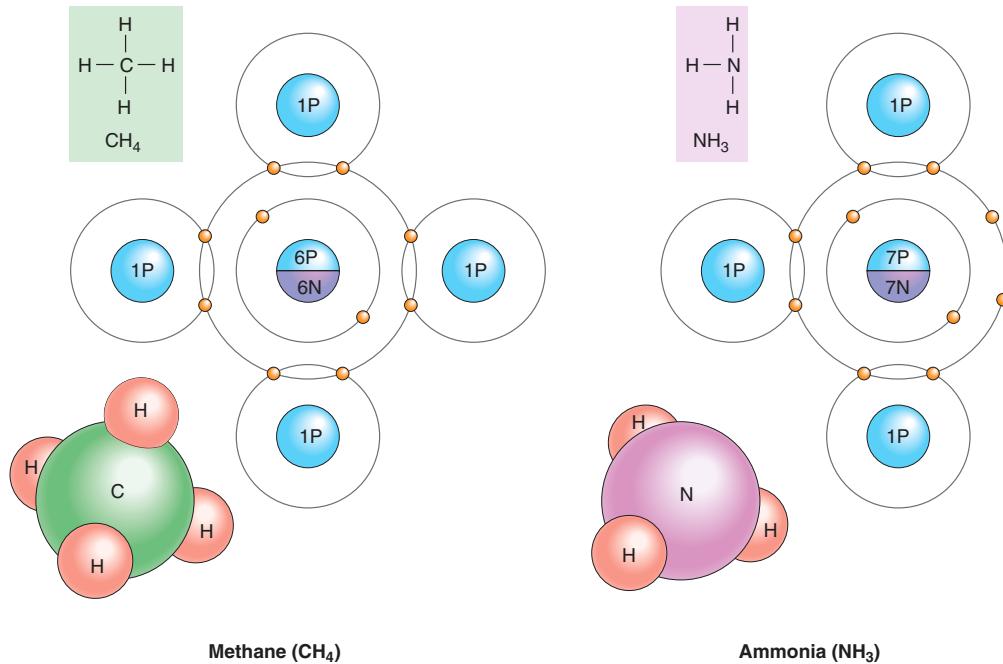 H
H — C — H
H
CH₄
1P
1P
6P
6N
1P
1P
H
H
C
H
H
Methane (CH₄)
H
H — N
H
NH₃
1P
1P
7P
7N
1P
H
N
H
H
Ammonia (NH₃)